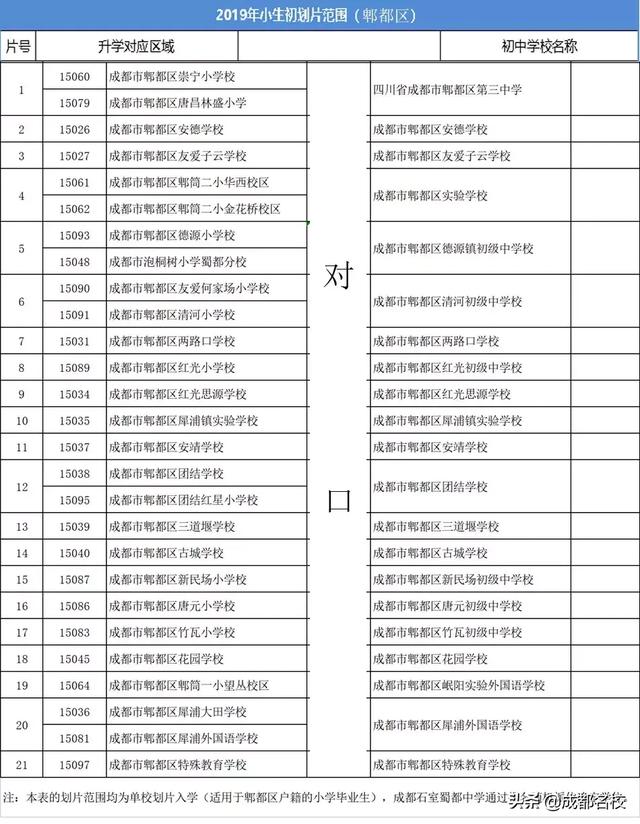 2019年小生初划片范围（郫都区）
片号 升学对应区域 初中学校名称
1 15060 成都市郫都区崇宁小学校 四川省成都市郫都区第三中学
15079 成都市郫都区唐昌林盛小学
2 15026 成都市郫都区安德学校 成都市郫都区安德学校
3 15027 成都市郫都区友爱子云学校 成都市郫都区友爱子云学校
4 15061 成都市郫都区郫筒二小华西校区 成都市郫都区实验学校
15062 成都市郫都区郫筒二小金花桥校区
5 15093 成都市郫都区德源小学校 成都市郫都区德源镇初级中学校
15048 成都市泡桐树小学蜀都分校
对
6 15090 成都市郫都区友爱何家场小学校 成都市郫都区清河初级中学校
15091 成都市郫都区清河小学校
7 15031 成都市郫都区两路口学校 成都市郫都区两路口学校
8 15089 成都市郫都区红光小学校 成都市郫都区红光初级中学校
9 15034 成都市郫都区红光思源学校 成都市郫都区红光思源学校
10 15035 成都市郫都区犀浦镇实验学校 成都市郫都区犀浦镇实验学校
11 15037 成都市郫都区安靖学校 成都市郫都区安靖学校
12 15038 成都市郫都区团结学校 成都市郫都区团结学校
15095 成都市郫都区团结红星小学校
口
13 15039 成都市郫都区三道堰学校 成都市郫都区三道堰学校
14 15040 成都市郫都区古城学校 成都市郫都区古城学校
15 15087 成都市郫都区新民场小学校 成都市郫都区新民场初级中学校
16 15086 成都市郫都区唐元小学校 成都市郫都区唐元初级中学校
17 15083 成都市郫都区竹瓦小学校 成都市郫都区竹瓦初级中学校
18 15045 成都市郫都区花园学校 成都市郫都区花园学校
19 15064 成都市郫都区郫筒一小望丛校区 成都市郫都区岷阳实验外国语学校
20 15036 成都市郫都区犀浦大田学校 成都市郫都区犀浦外国语学校
15081 成都市郫都区犀浦外国语学校
21 15097 成都市郫都区特殊教育学校 成都市郫都区特殊教育学校
注：本表的划片范围均为单校划片入学（适用于郫都区户籍的小学毕业生），成都石室蜀都中学通过
头条@成都名校